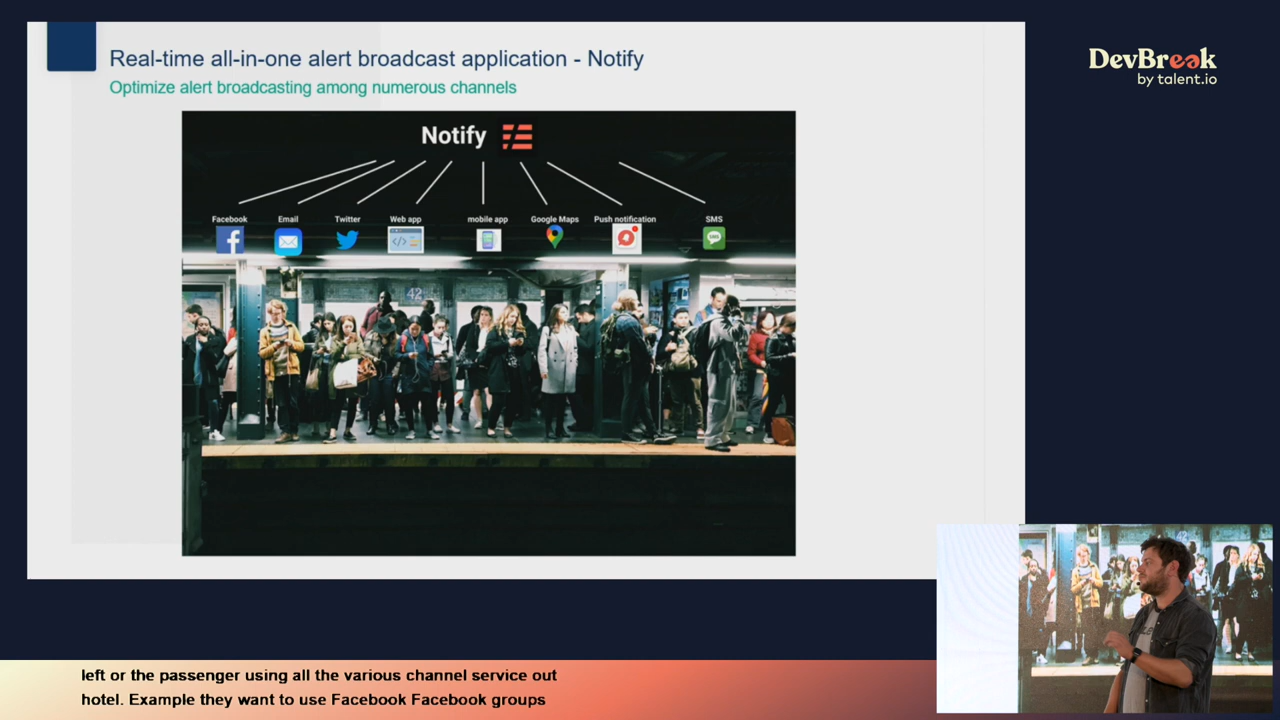 Real-time all-in-one alert broadcast application - Notify
Optimize alert broadcasting among numerous channels
DevBreak
by talent.io
Notify
Facebook Email Twitter Web app mobile app Google Maps Push notification SMS
SMS
42
left or the passenger using all the various channel service out
hotel. Example they want to use Facebook Facebook groups